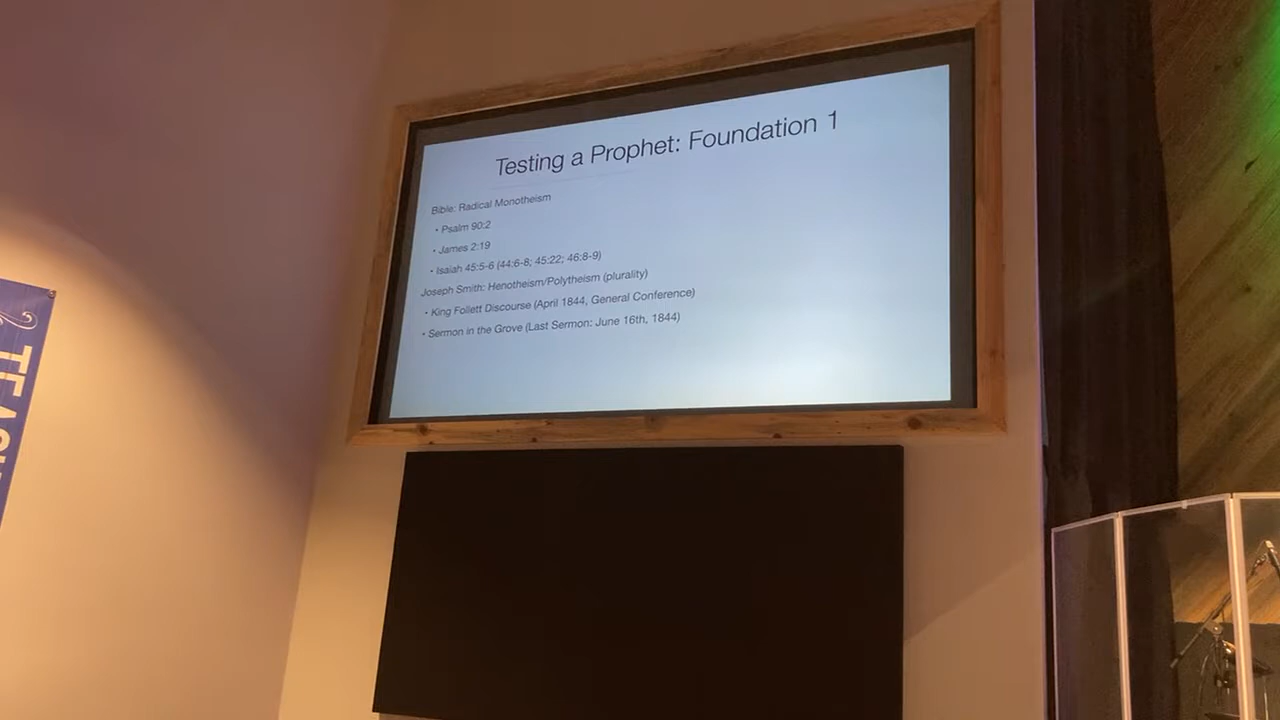 Testing a Prophet: Foundation 1
Bible: Radical Monotheism
• Psalm 90:2
• James 2:19
• Isaiah 45:5-6 (44:6-8; 45:22; 46:8-9)
Joseph Smith: Henotheism/Polytheism (plurality)
• King Follett Discourse (April 1844, General Conference)
• Sermon in the Grove (Last Sermon: June 16th, 1844)